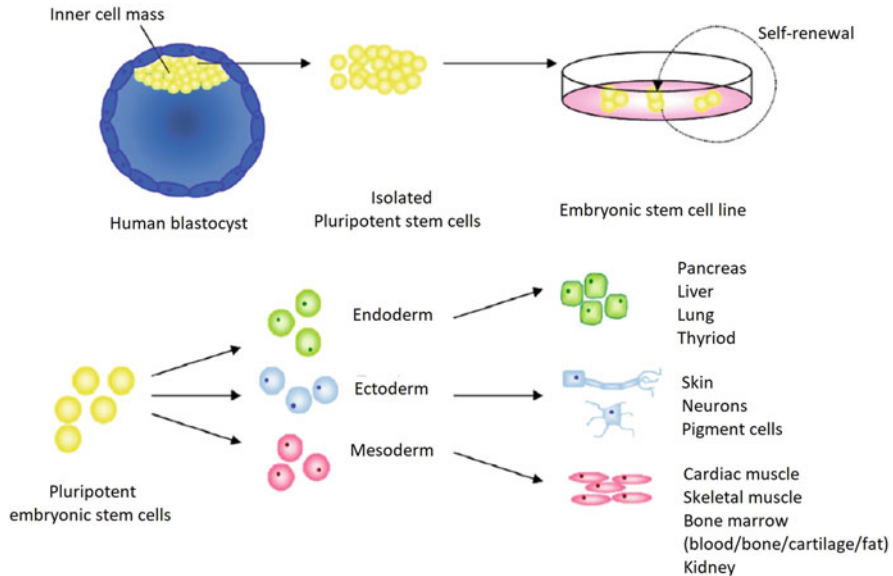 Inner cell mass
Self-renewal
Human blastocyst
Isolated
Pluripotent stem cells
Embryonic stem cell line
Pluripotent
embryonic stem cells
Endoderm
Ectoderm
Mesoderm
Pancreas
Liver
Lung
Thyriod
Skin
Neurons
Pigment cells
Cardiac muscle
Skeletal muscle
Bone marrow
(blood/bone/cartilage/fat)
Kidney